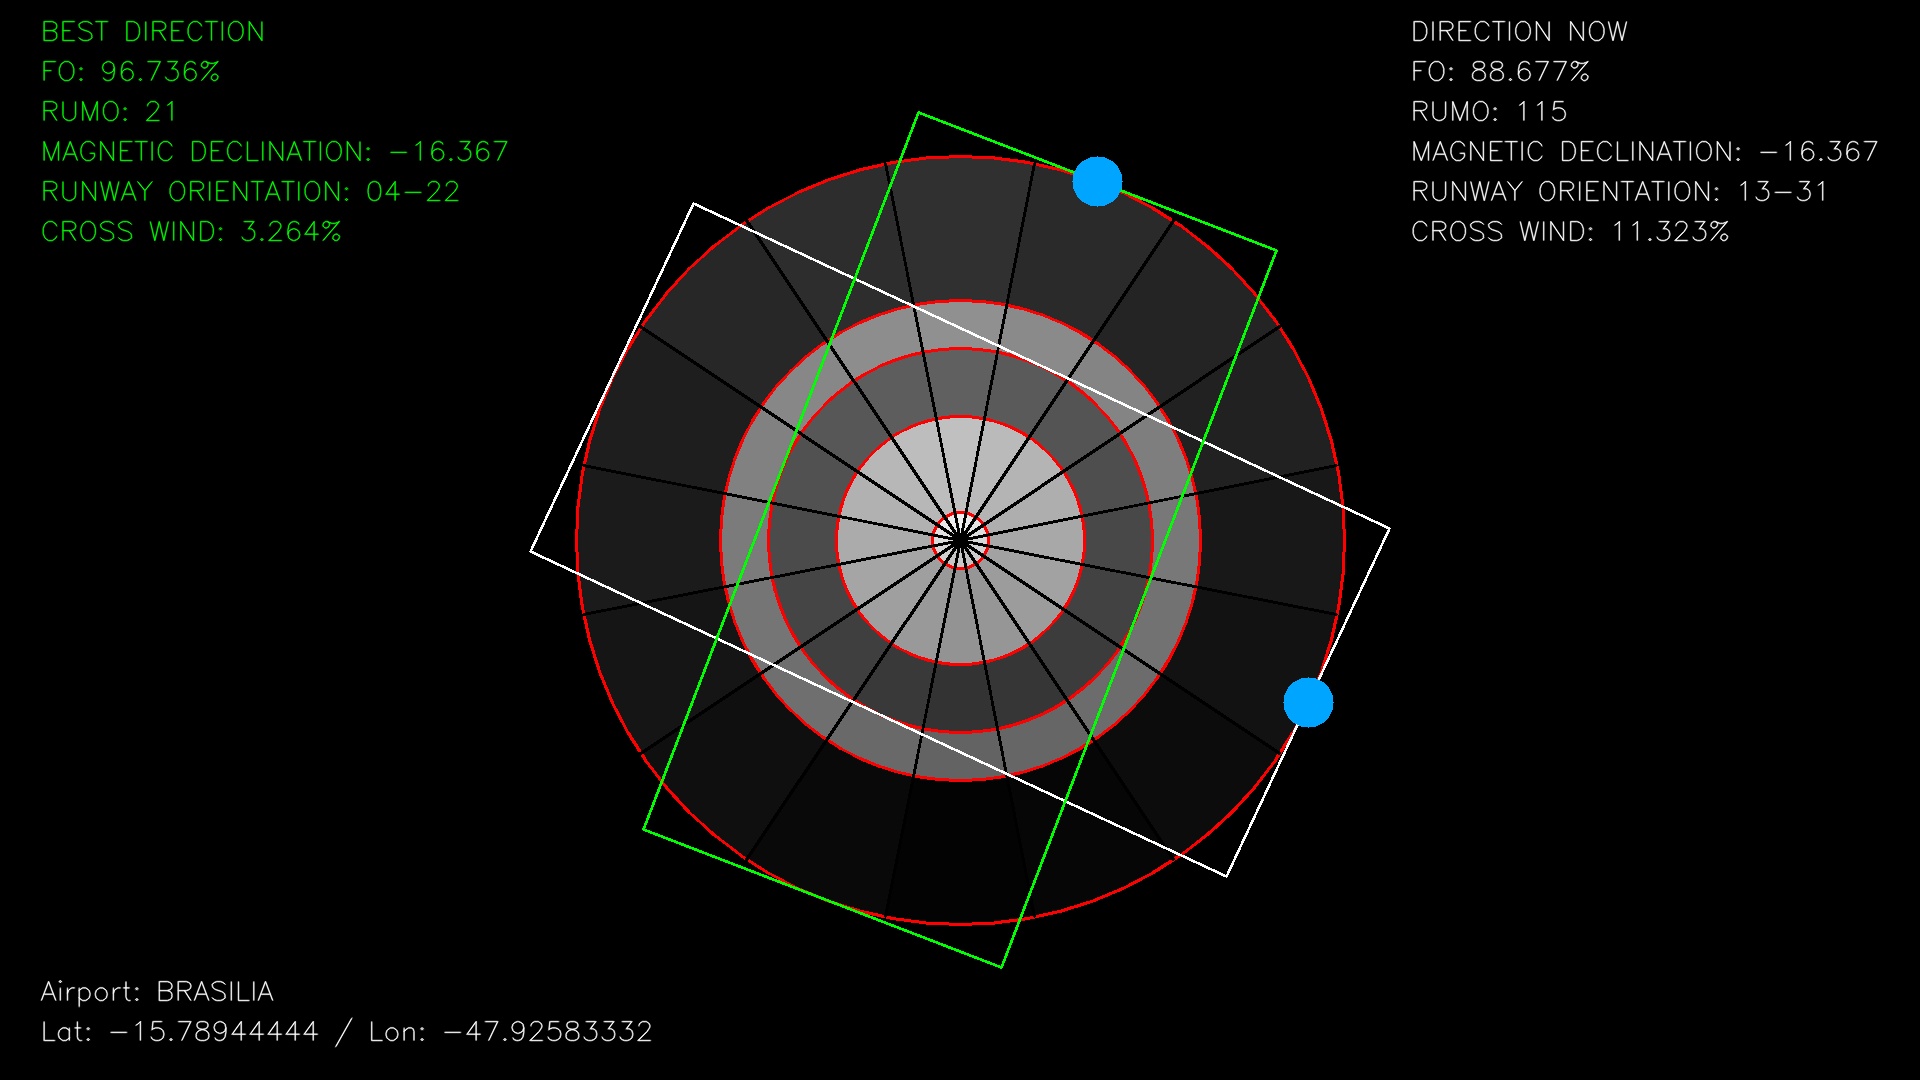 BEST DIRECTION
FO: 96.736%
RUMO: 21
MAGNETIC DECLINATION: -16.367
RUNWAY ORIENTATION: 04-22
CROSS WIND: 3.264%
DIRECTION NOW
FO: 88.677%
RUMO: 115
MAGNETIC DECLINATION: -16.367
RUNWAY ORIENTATION: 13-31
CROSS WIND: 11.323%
Airport: BRASILIA
Lat: -15.78944444 / Lon: -47.92583332